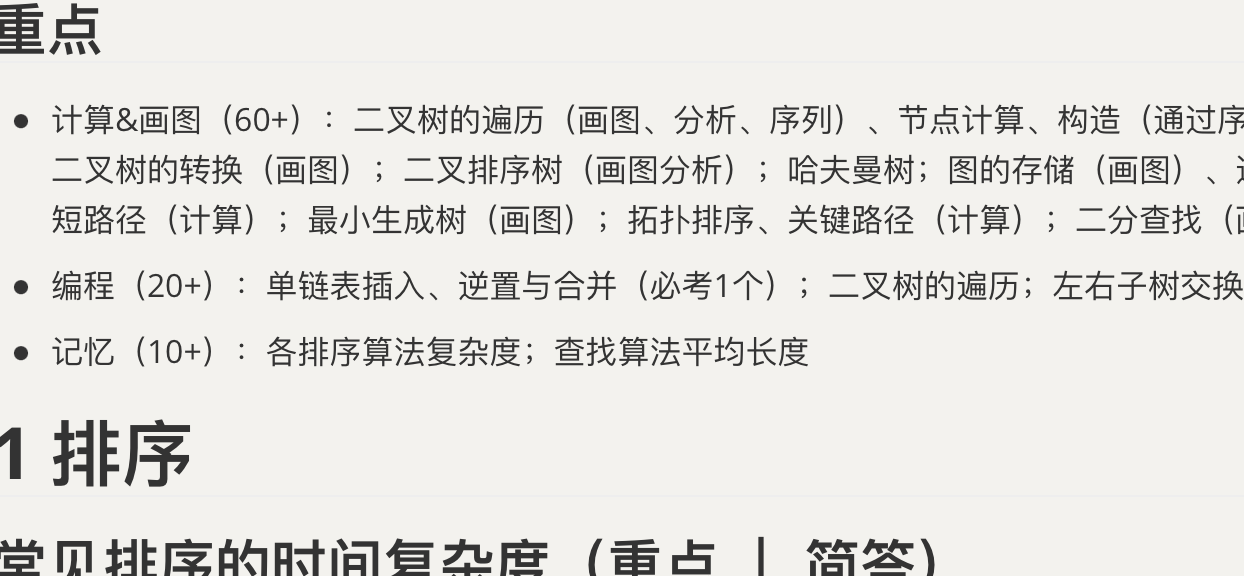 重点
计算&画图（60+）：二叉树的遍历（画图、分析、序列）、节点计算、构造（通过序
二叉树的转换（画图）；二叉排序树（画图分析）；哈夫曼树；图的存储（画图）、
短路径（计算）；最小生成树（画图）；拓扑排序、关键路径（计算）；二分查找（
编程（20+）：单链表插入、逆置与合并（必考1个）；二叉树的遍历；左右子树交换
记忆（10+）：各排序算法复杂度；查找算法平均长度
1 排序
常见排序的时间复杂度（重点 | 简答）